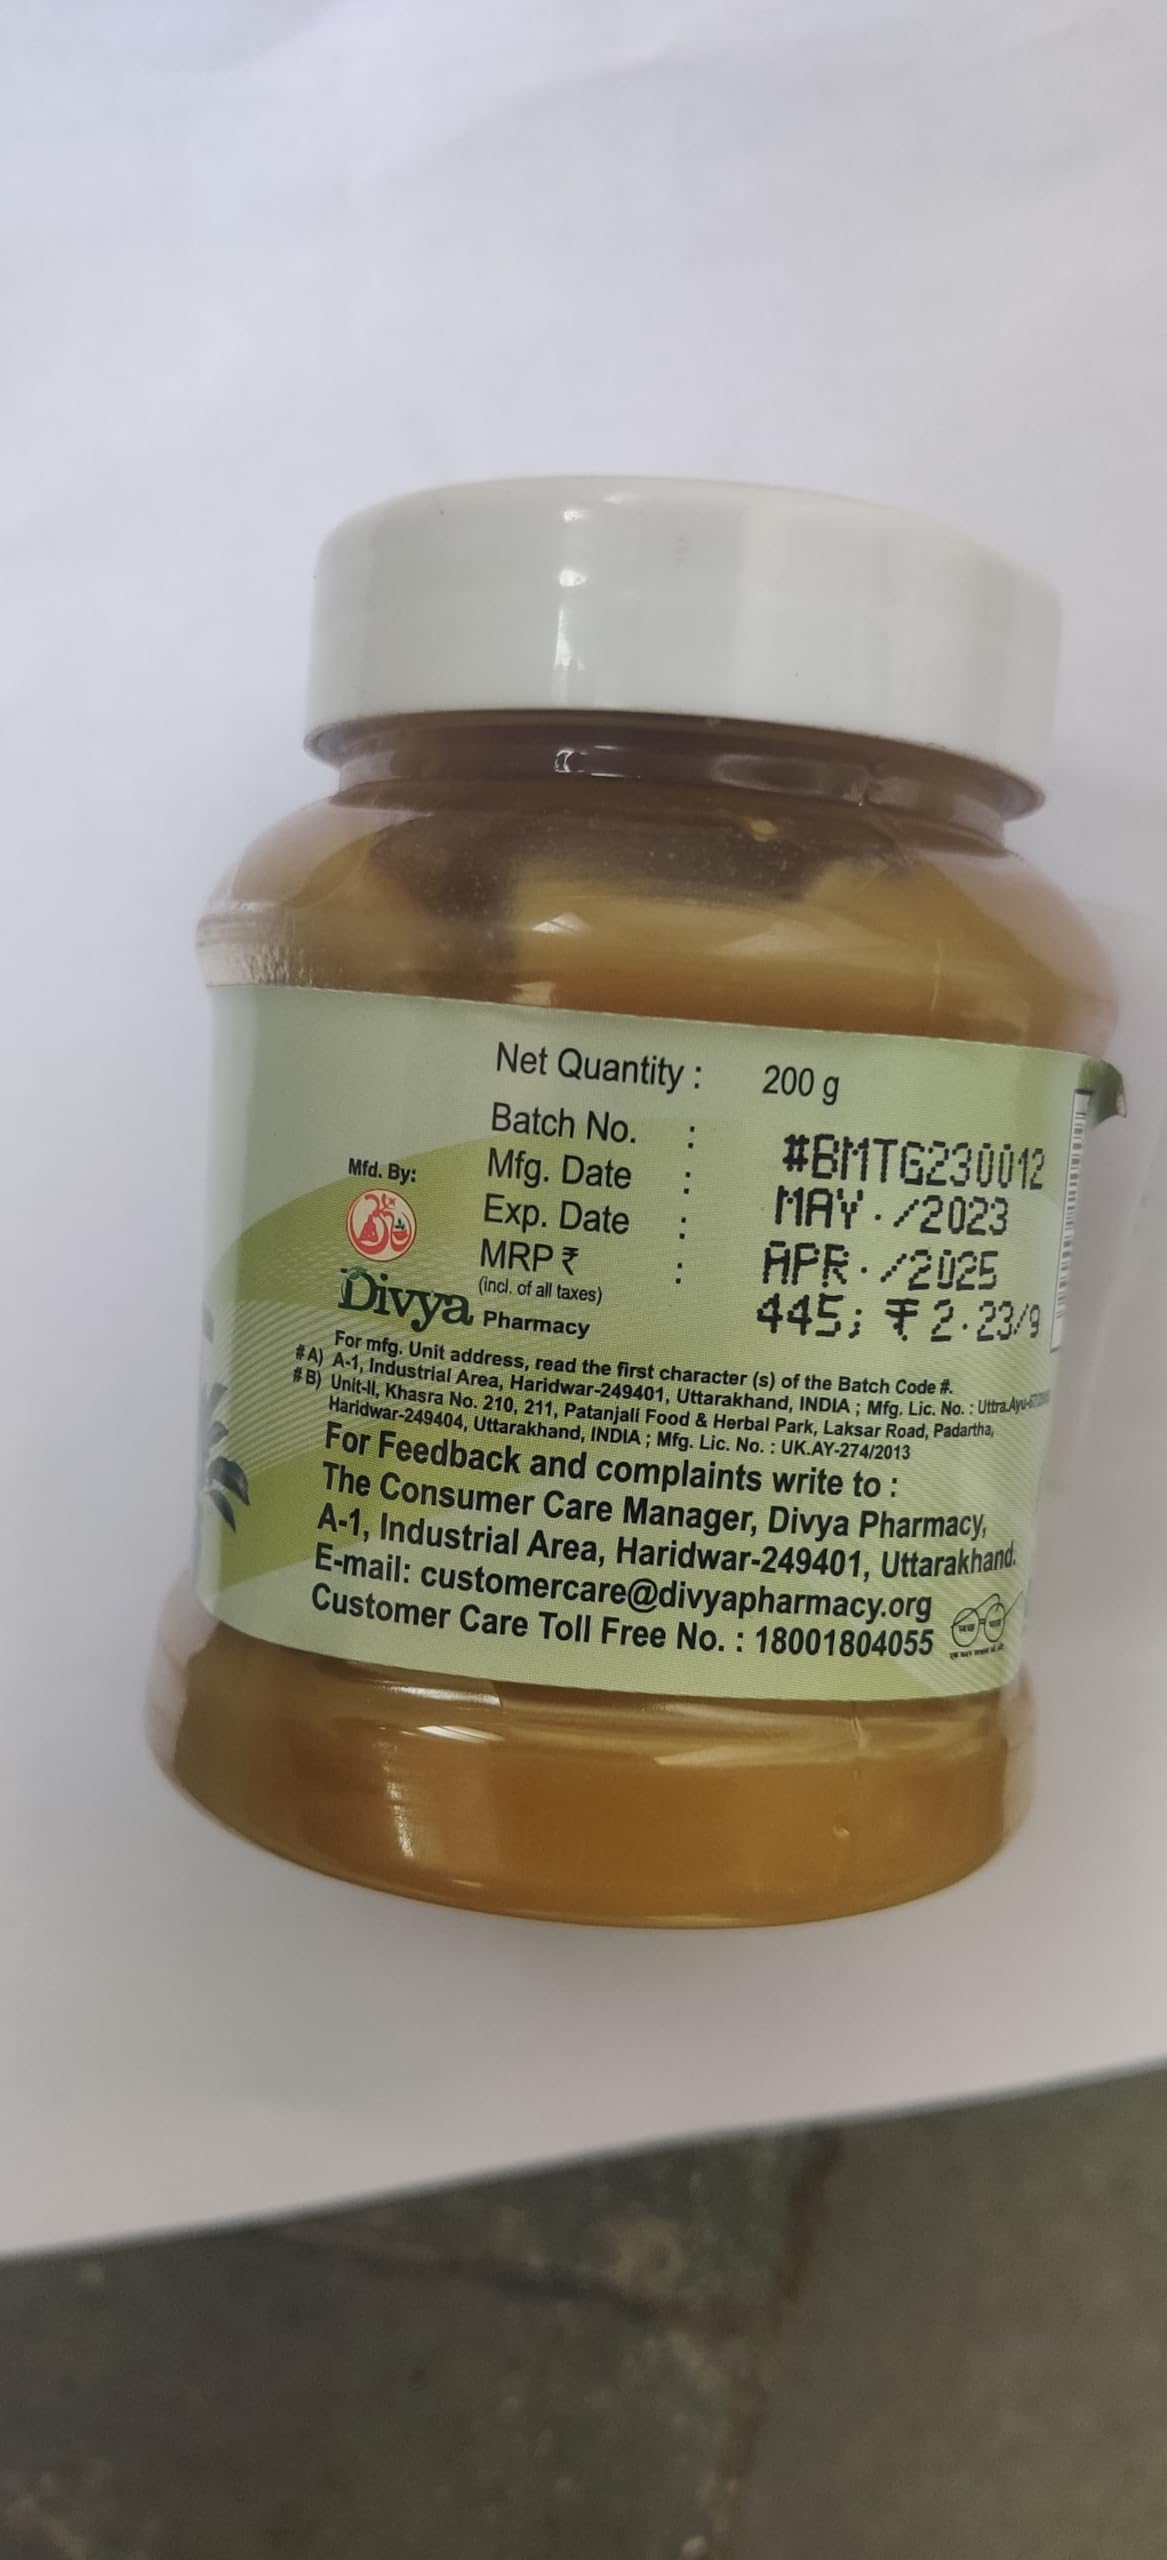 Net Quantity : 200 g
Batch No. : #BMTG230012
Mfg. Date : MAY·/2023
Exp. Date : APR·/2025
MRP ₹ : 445; ₹2·23/g
(incl. of all taxes)
Mfd. By:
Divya Pharmacy
For mfg. Unit address, read the first character (s) of the Batch Code #.
#A) A-1, Industrial Area, Haridwar-249401, Uttarakhand, INDIA ; Mfg. Lic. No. : Uttra.Ayu-
#B) Unit-II, Khasra No. 210, 211, Patanjali Food & Herbal Park, Laksar Road, Padartha,
Haridwar-249404, Uttarakhand, INDIA ; Mfg. Lic. No. : UK.AY-274/2013
For Feedback and complaints write to :
The Consumer Care Manager, Divya Pharmacy,
A-1, Industrial Area, Haridwar-249401, Uttarakhand.
E-mail: customercare@divyapharmacy.org
Customer Care Toll Free No. : 18001804055